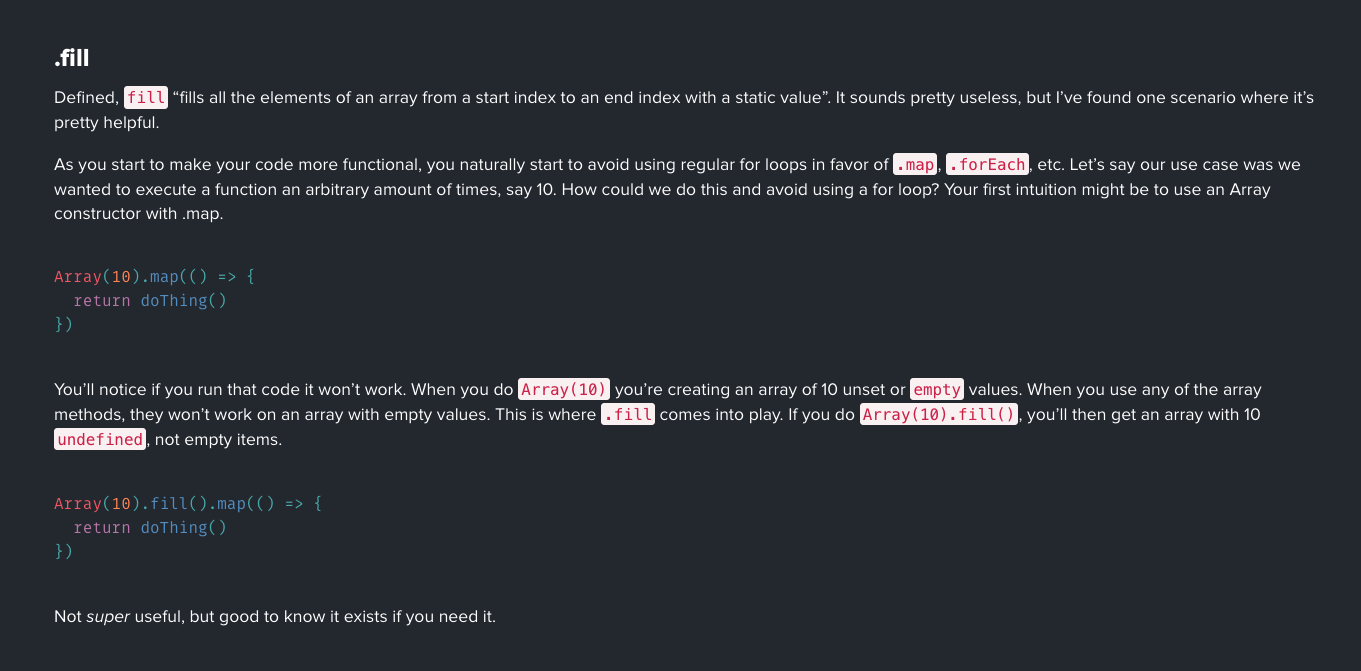 .fill
Defined, fill “fills all the elements of an array from a start index to an end index with a static value”. It sounds pretty useless, but I’ve found one scenario where it’s
pretty helpful.
As you start to make your code more functional, you naturally start to avoid using regular for loops in favor of .map, .forEach, etc. Let’s say our use case was we
wanted to execute a function an arbitrary amount of times, say 10. How could we do this and avoid using a for loop? Your first intuition might be to use an Array
constructor with .map.
Array(10).map(() => {
  return doThing()
})
You’ll notice if you run that code it won’t work. When you do Array(10) you’re creating an array of 10 unset or empty values. When you use any of the array
methods, they won’t work on an array with empty values. This is where .fill comes into play. If you do Array(10).fill(), you’ll then get an array with 10
undefined, not empty items.
Array(10).fill().map(() => {
  return doThing()
})
Not super useful, but good to know it exists if you need it.